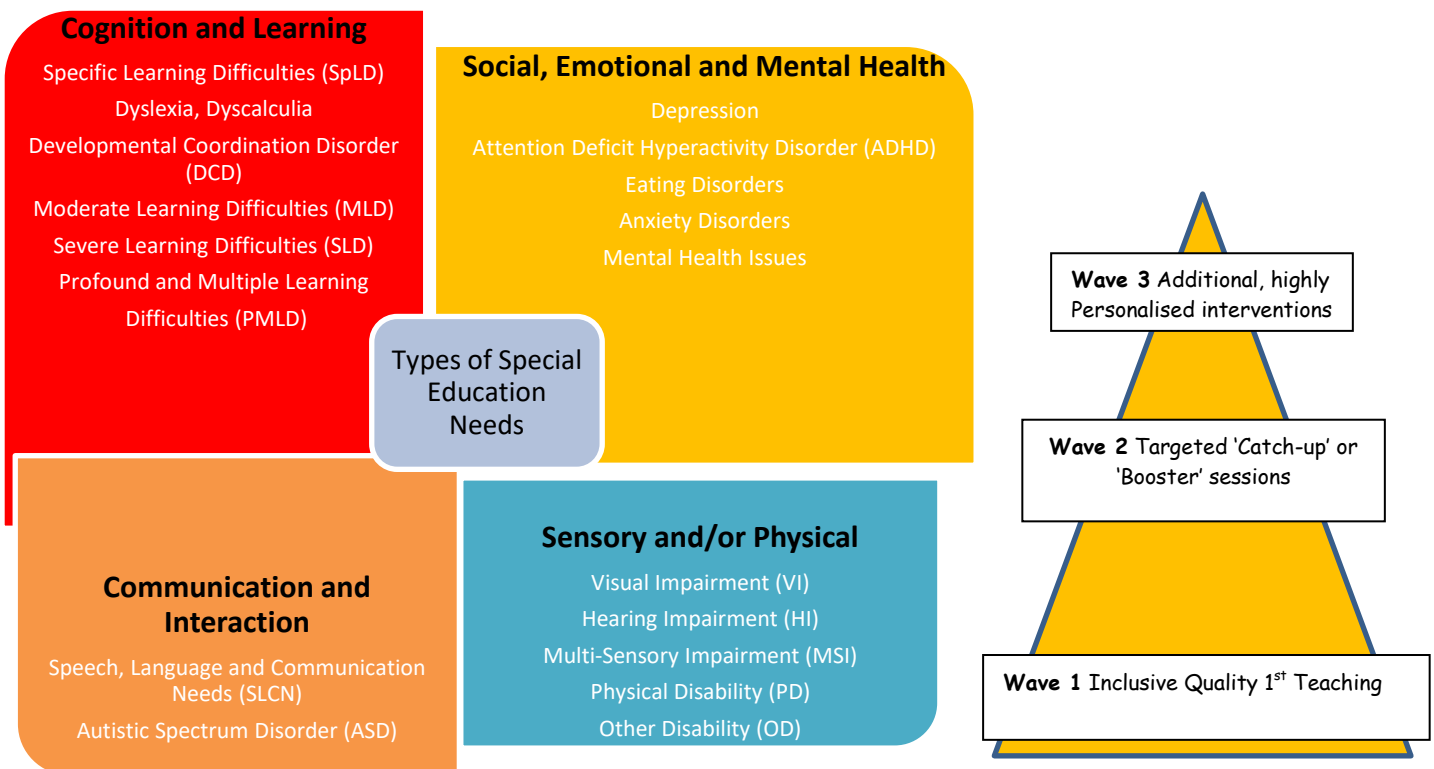 Cognition and Learning
Specific Learning Difficulties (SpLD)
Dyslexia, Dyscalculia
Developmental Coordination Disorder
(DCD)
Moderate Learning Difficulties (MLD)
Severe Learning Difficulties (SLD)
Profound and Multiple Learning
Difficulties (PMLD)
Social, Emotional and Mental Health
Depression
Attention Deficit Hyperactivity Disorder (ADHD)
Eating Disorders
Anxiety Disorders
Mental Health Issues
Types of Special
Education
Needs
Communication and
Interaction
Speech, Language and Communication
Needs (SLCN)
Autistic Spectrum Disorder (ASD)
Sensory and/or Physical
Visual Impairment (VI)
Hearing Impairment (HI)
Multi-Sensory Impairment (MSI)
Physical Disability (PD)
Other Disability (OD)
Wave 3 Additional, highly
Personalised interventions
Wave 2 Targeted ‘Catch-up’ or
‘Booster’ sessions
Wave 1 Inclusive Quality 1st Teaching